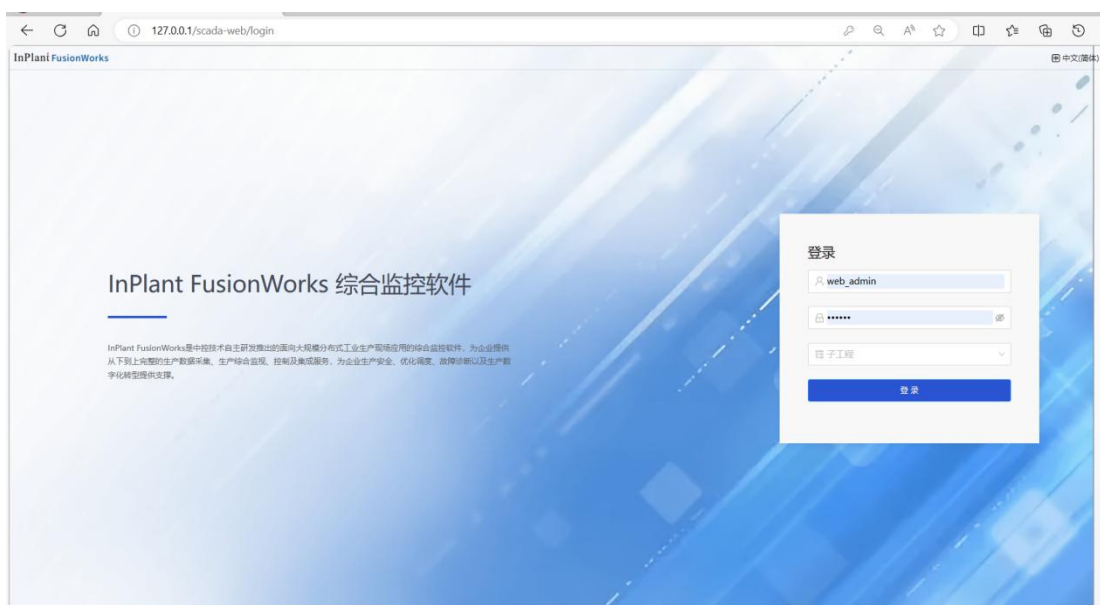 127.0.0.1/scada-web/login
InPlant FusionWorks
中文(简体)
登录
web_admin
InPlant FusionWorks 综合监控软件
••••••
InPlant FusionWorks是中控技术自主研发推出的面向大规模分布式工业生产现场应用的综合监控软件，为企业提供
从下到上完整的生产数据采集、生产综合监视、控制及集成服务，为企业生产安全、优化调度、故障诊断以及生产数
字化转型提供支撑。
子工程
登录